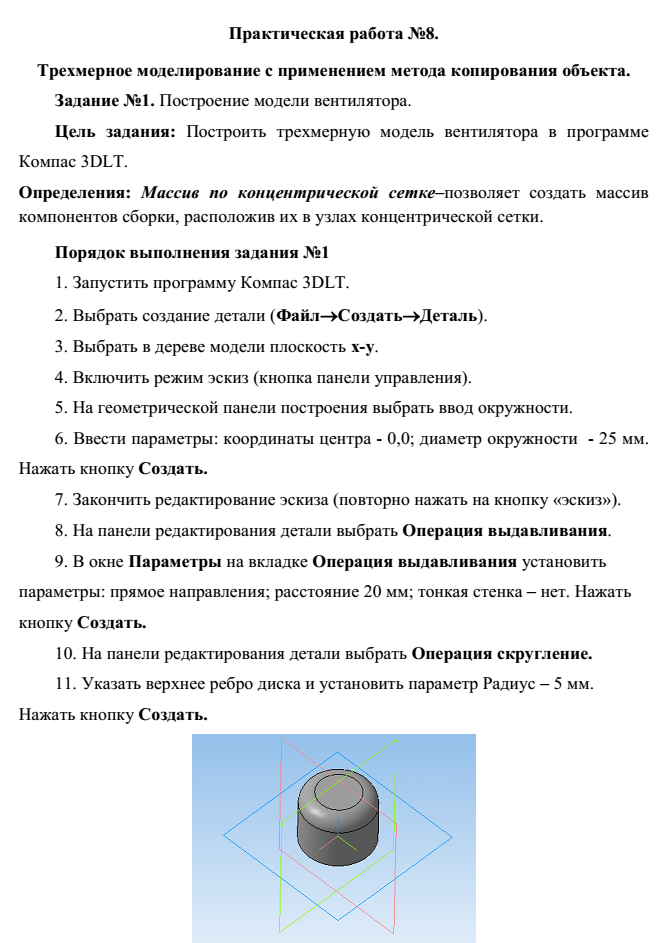 Практическая работа №8.
Трехмерное моделирование с применением метода копирования объекта.
Задание №1. Построение модели вентилятора.
Цель задания: Построить трехмерную модель вентилятора в программе
Компас 3DLT.
Определения: Массив по концентрической сетке–позволяет создать массив
компонентов сборки, расположив их в узлах концентрической сетки.
Порядок выполнения задания №1
1. Запустить программу Компас 3DLT.
2. Выбрать создание детали (Файл→Создать→Деталь).
3. Выбрать в дереве модели плоскость x-y.
4. Включить режим эскиз (кнопка панели управления).
5. На геометрической панели построения выбрать ввод окружности.
6. Ввести параметры: координаты центра - 0,0; диаметр окружности - 25 мм.
Нажать кнопку Создать.
7. Закончить редактирование эскиза (повторно нажать на кнопку «эскиз»).
8. На панели редактирования детали выбрать Операция выдавливания.
9. В окне Параметры на вкладке Операция выдавливания установить
параметры: прямое направления; расстояние 20 мм; тонкая стенка – нет. Нажать
кнопку Создать.
10. На панели редактирования детали выбрать Операция скругление.
11. Указать верхнее ребро диска и установить параметр Радиус – 5 мм.
Нажать кнопку Создать.